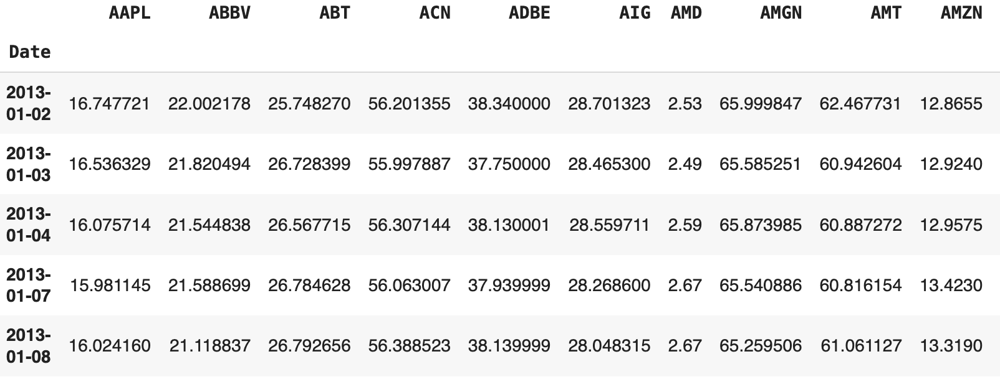 AAPL ABBV ABT ACN ADBE AIG AMD AMGN AMT AMZN
Date
2013-
01-02 16.747721 22.002178 25.748270 56.201355 38.340000 28.701323 2.53 65.999847 62.467731 12.8655
2013-
01-03 16.536329 21.820494 26.728399 55.997887 37.750000 28.465300 2.49 65.585251 60.942604 12.9240
2013-
01-04 16.075714 21.544838 26.567715 56.307144 38.130001 28.559711 2.59 65.873985 60.887272 12.9575
2013-
01-07 15.981145 21.588699 26.784628 56.063007 37.939999 28.268600 2.67 65.540886 60.816154 13.4230
2013-
01-08 16.024160 21.118837 26.792656 56.388523 38.139999 28.048315 2.67 65.259506 61.061127 13.3190